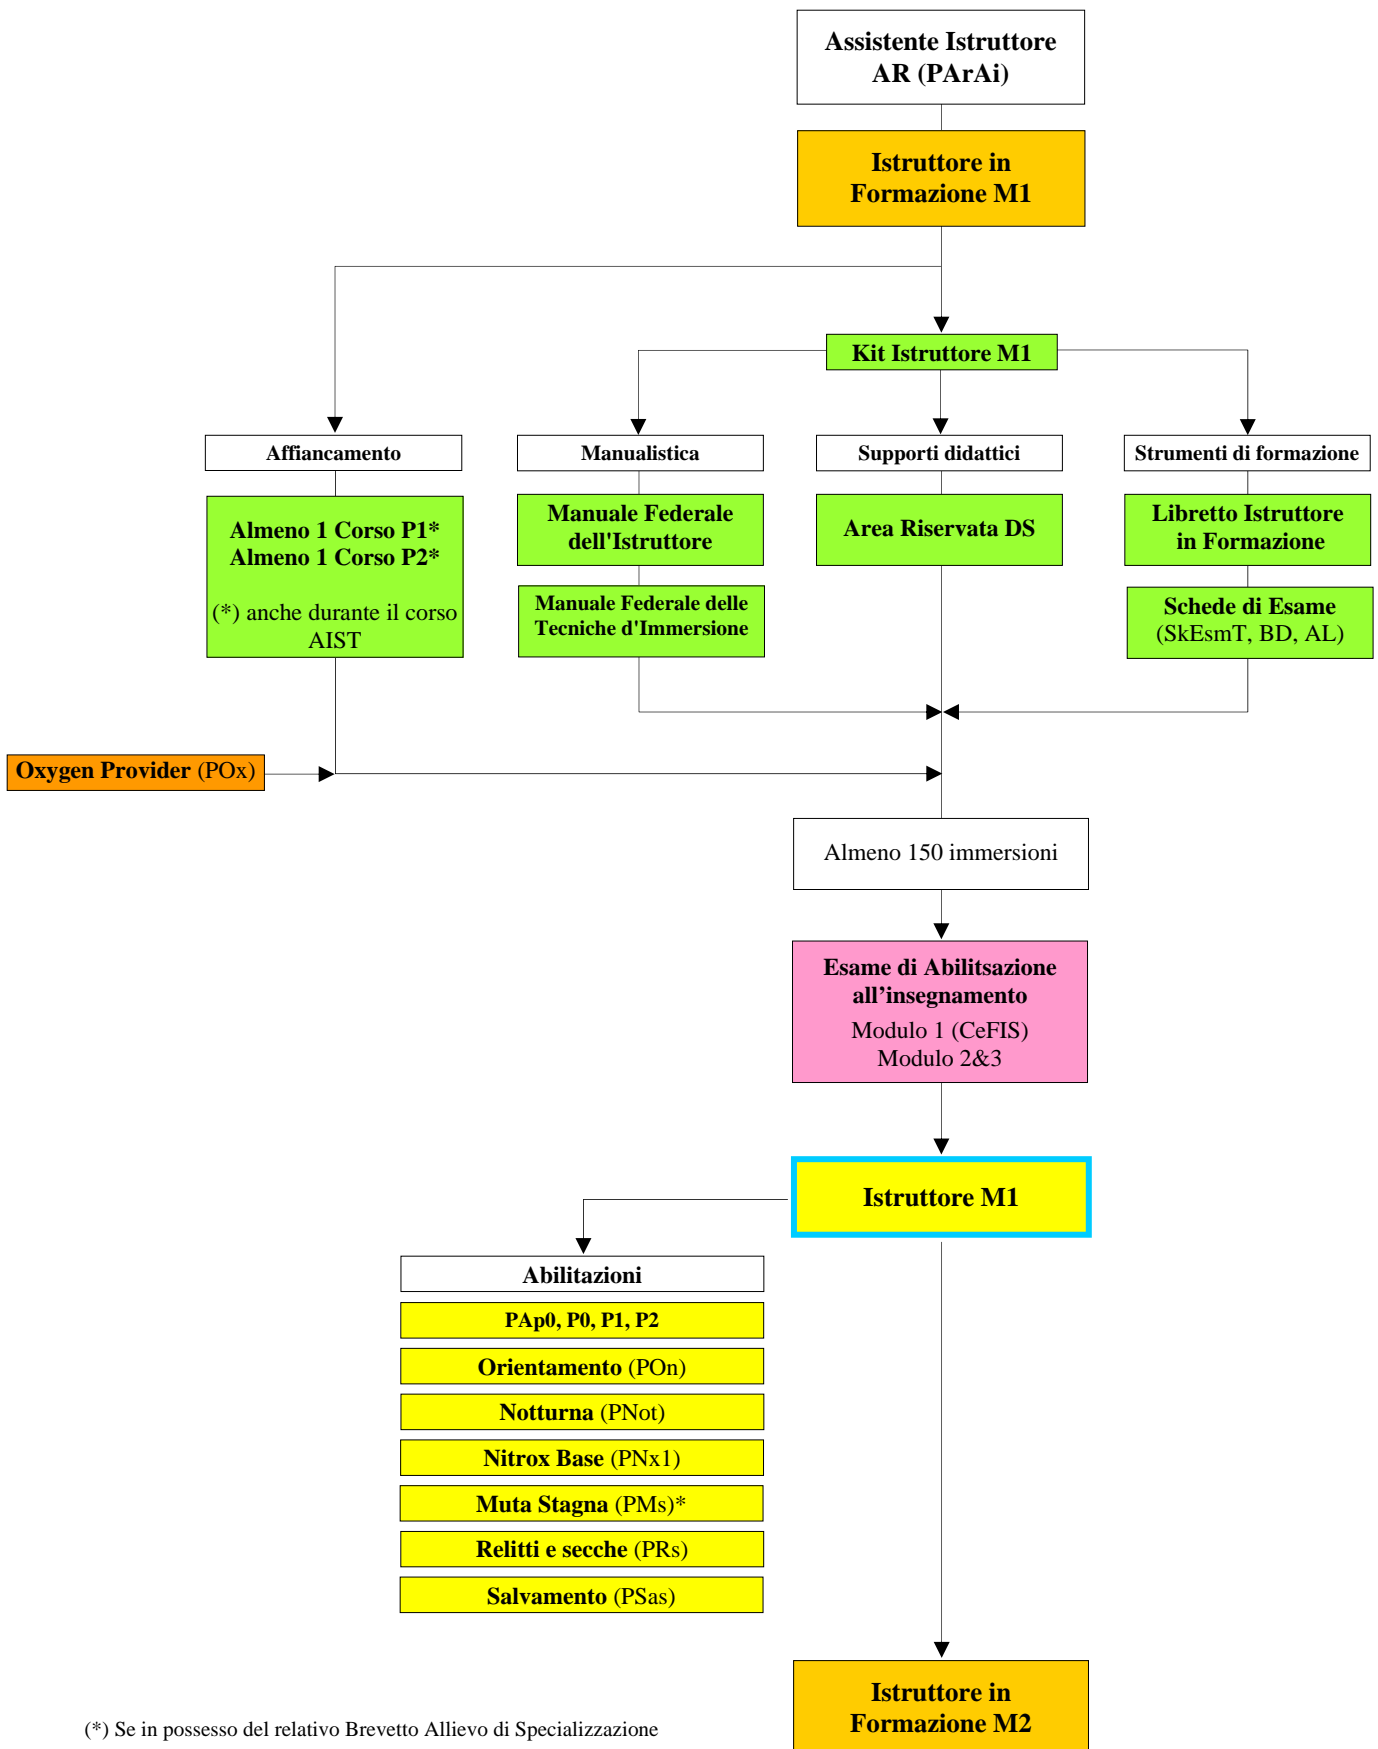 Assistente Istruttore
AR (PArAi)
Istruttore in
Formazione M1
Kit Istruttore M1
Affiancamento
Manualistica
Supporti didattici
Strumenti di formazione
Almeno 1 Corso P1*
Almeno 1 Corso P2*
(*) anche durante il corso
AIST
Manuale Federale
dell'Istruttore
Manuale Federale delle
Tecniche d'Immersione
Area Riservata DS
Libretto Istruttore
in Formazione
Schede di Esame
(SkEsmT, BD, AL)
Oxygen Provider (POx)
Almeno 150 immersioni
Esame di Abilitsazione
all’insegnamento
Modulo 1 (CeFIS)
Modulo 2&3
Istruttore M1
Abilitazioni
PAp0, P0, P1, P2
Orientamento (POn)
Notturna (PNot)
Nitrox Base (PNx1)
Muta Stagna (PMs)*
Relitti e secche (PRs)
Salvamento (PSas)
Istruttore in
Formazione M2
(*) Se in possesso del relativo Brevetto Allievo di Specializzazione